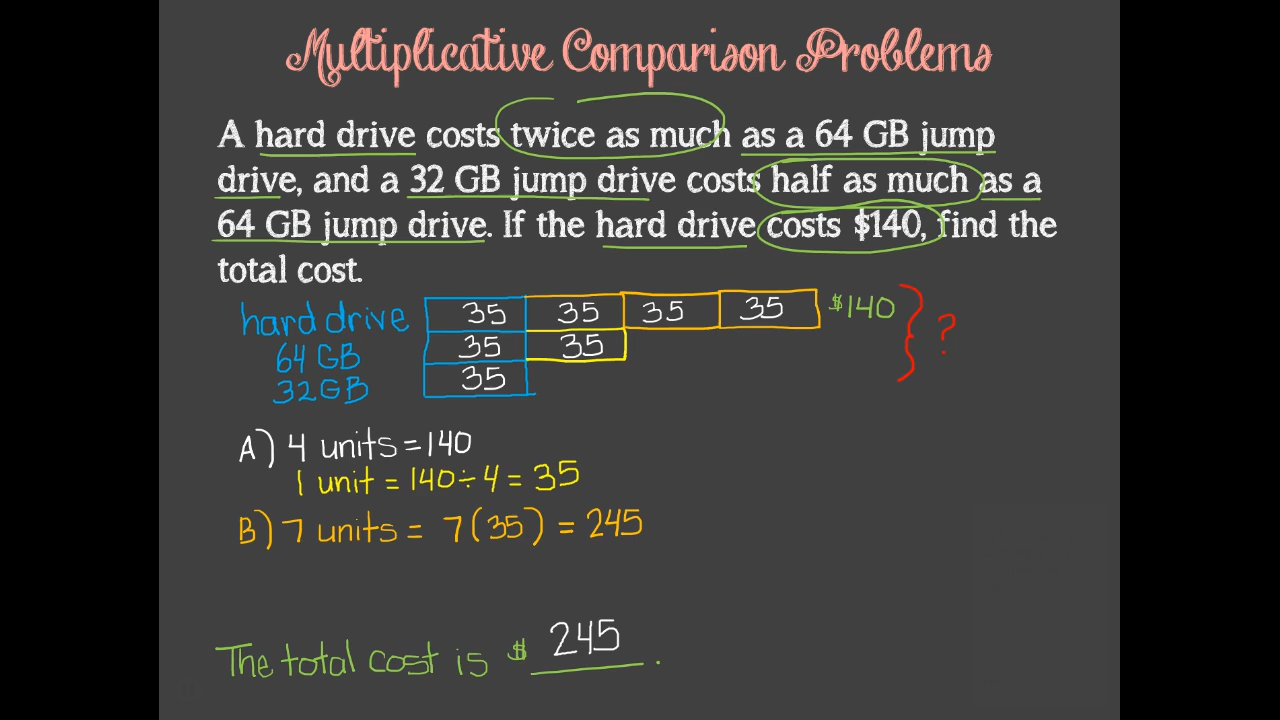 Multiplicative Comparison Problems
A hard drive costs twice as much as a 64 GB jump
drive, and a 32 GB jump drive costs half as much as a
64 GB jump drive. If the hard drive costs $140, find the
total cost.
hard drive 35 35 35 35 $140 } ?
64 GB 35 35
32GB 35
A) 4 units = 140
1 unit = 140 ÷ 4 = 35
B) 7 units = 7(35) = 245
The total cost is $ 245.